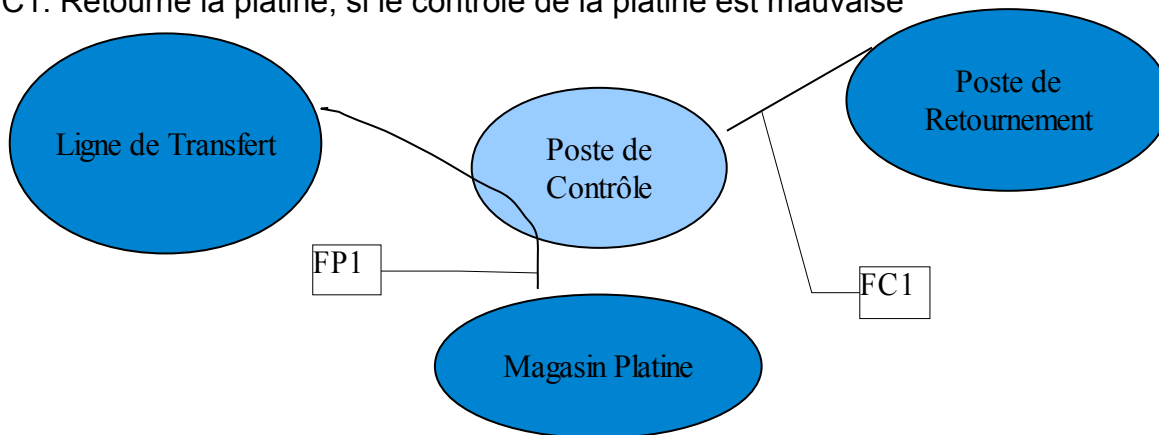 C1: Retourne la platine, si le contrôle de la platine est mauvaise
Poste de
Retournement
Ligne de Transfert
Poste de
Contrôle
FP1
FC1
Magasin Platine